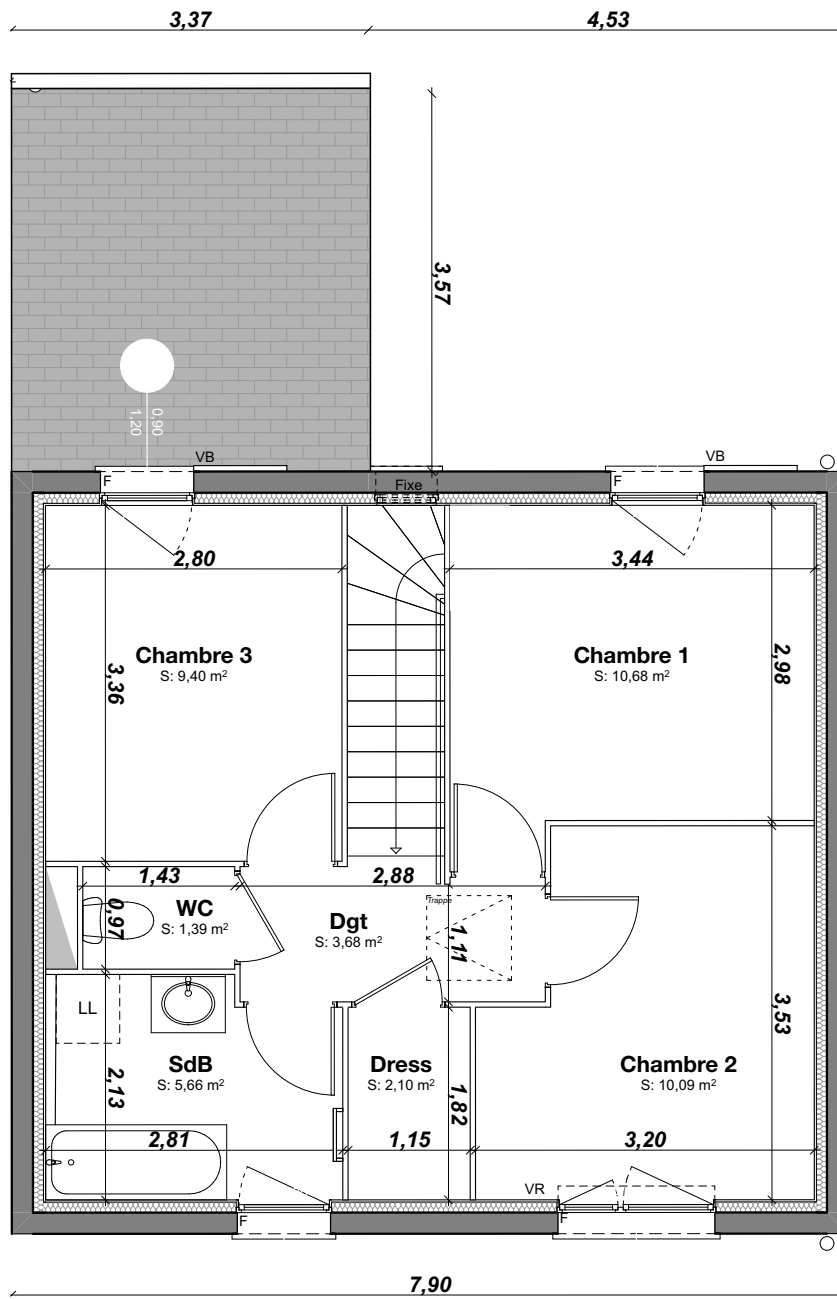 3,37
4,53
3,57
0,90
1,20
VB
VB
F
Fixe
F
2,80
3,44
Chambre 3
S: 9,40 m²
3,36
Chambre 1
S: 10,68 m²
2,98
1,43
2,88
WC
S: 1,39 m²
0,97
Dgt
S: 3,68 m²
Trappe
1,11
LL
3,53
SdB
S: 5,66 m²
2,13
Dress
S: 2,10 m²
1,82
Chambre 2
S: 10,09 m²
2,81
1,15
3,20
VR
F
F
7,90